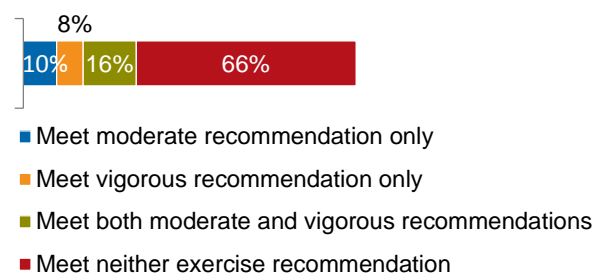 8%
10% 16% 66%
Meet moderate recommendation only
Meet vigorous recommendation only
Meet both moderate and vigorous recommendations
Meet neither exercise recommendation